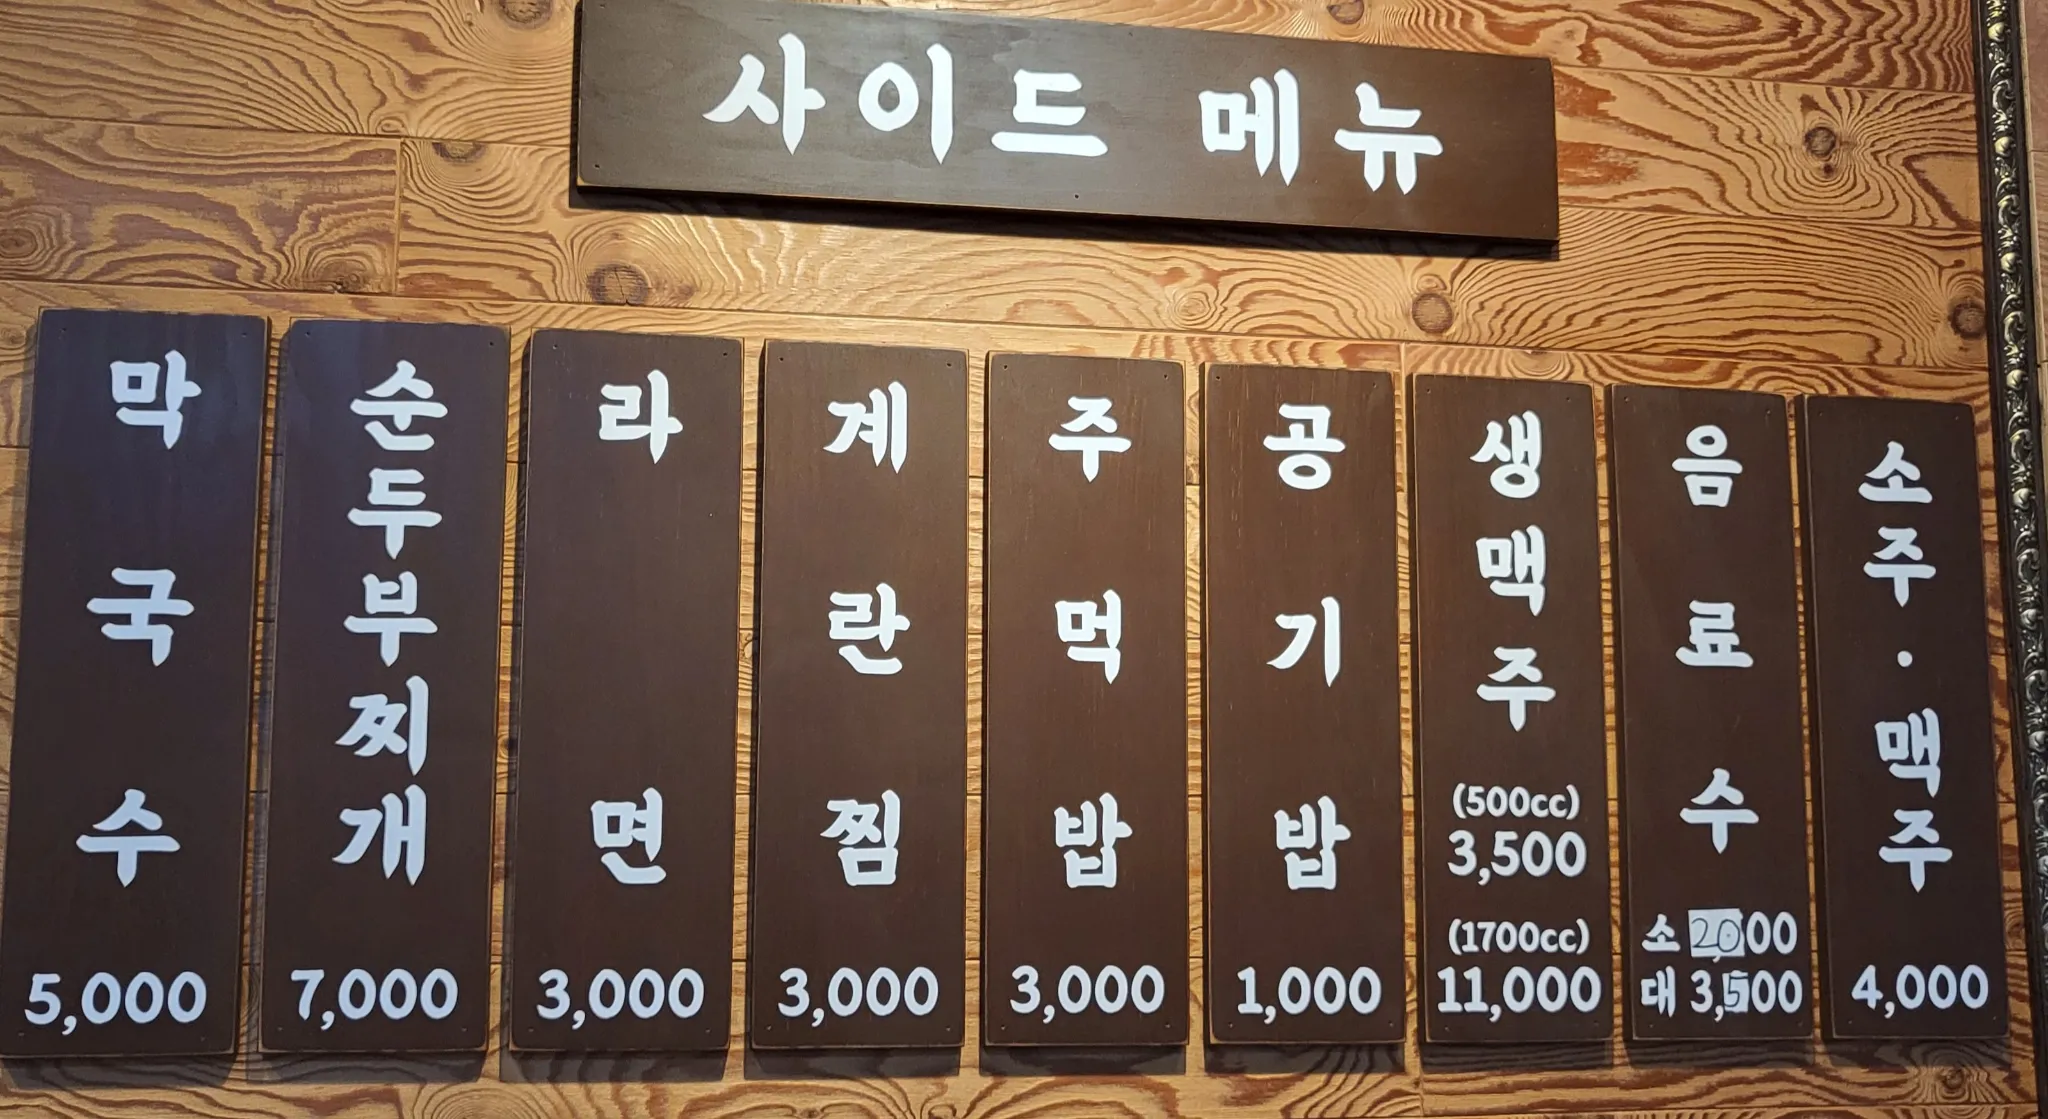 사이드 메뉴
막국수
5,000
순두부찌개
7,000
라면
3,000
계란찜
3,000
주먹밥
3,000
공기밥
1,000
생맥주
(500cc)
3,500
(1700cc)
11,000
음료수
소 2,000
대 3,500
소주·맥주
4,000